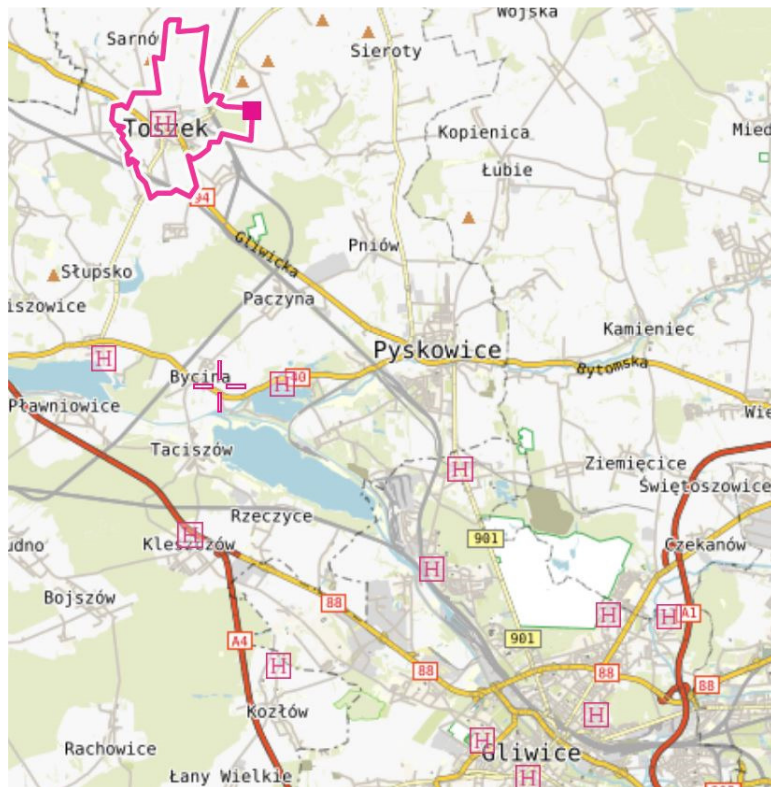 Wojska
Sarnów
Sieroty
Toszek
H
Kopienica
Mied
Łubie
94
Gliwicka
Pniów
Słupsko
Paczyna
iszowice
Kamieniec
H
Pyskowice
Bytomska
Bycina
H
40
Pławniowice
Wie
Taciszów
H
Ziemięcice
Świętoszowice
Rzeczyce
H
901
udno
Kleszczów
Czekanów
H
Bojszów
88
H
H
A1
A4
901
H
88
88
88
Kozłów
H
Rachowice
H
Gliwice
Łany Wielkie
H